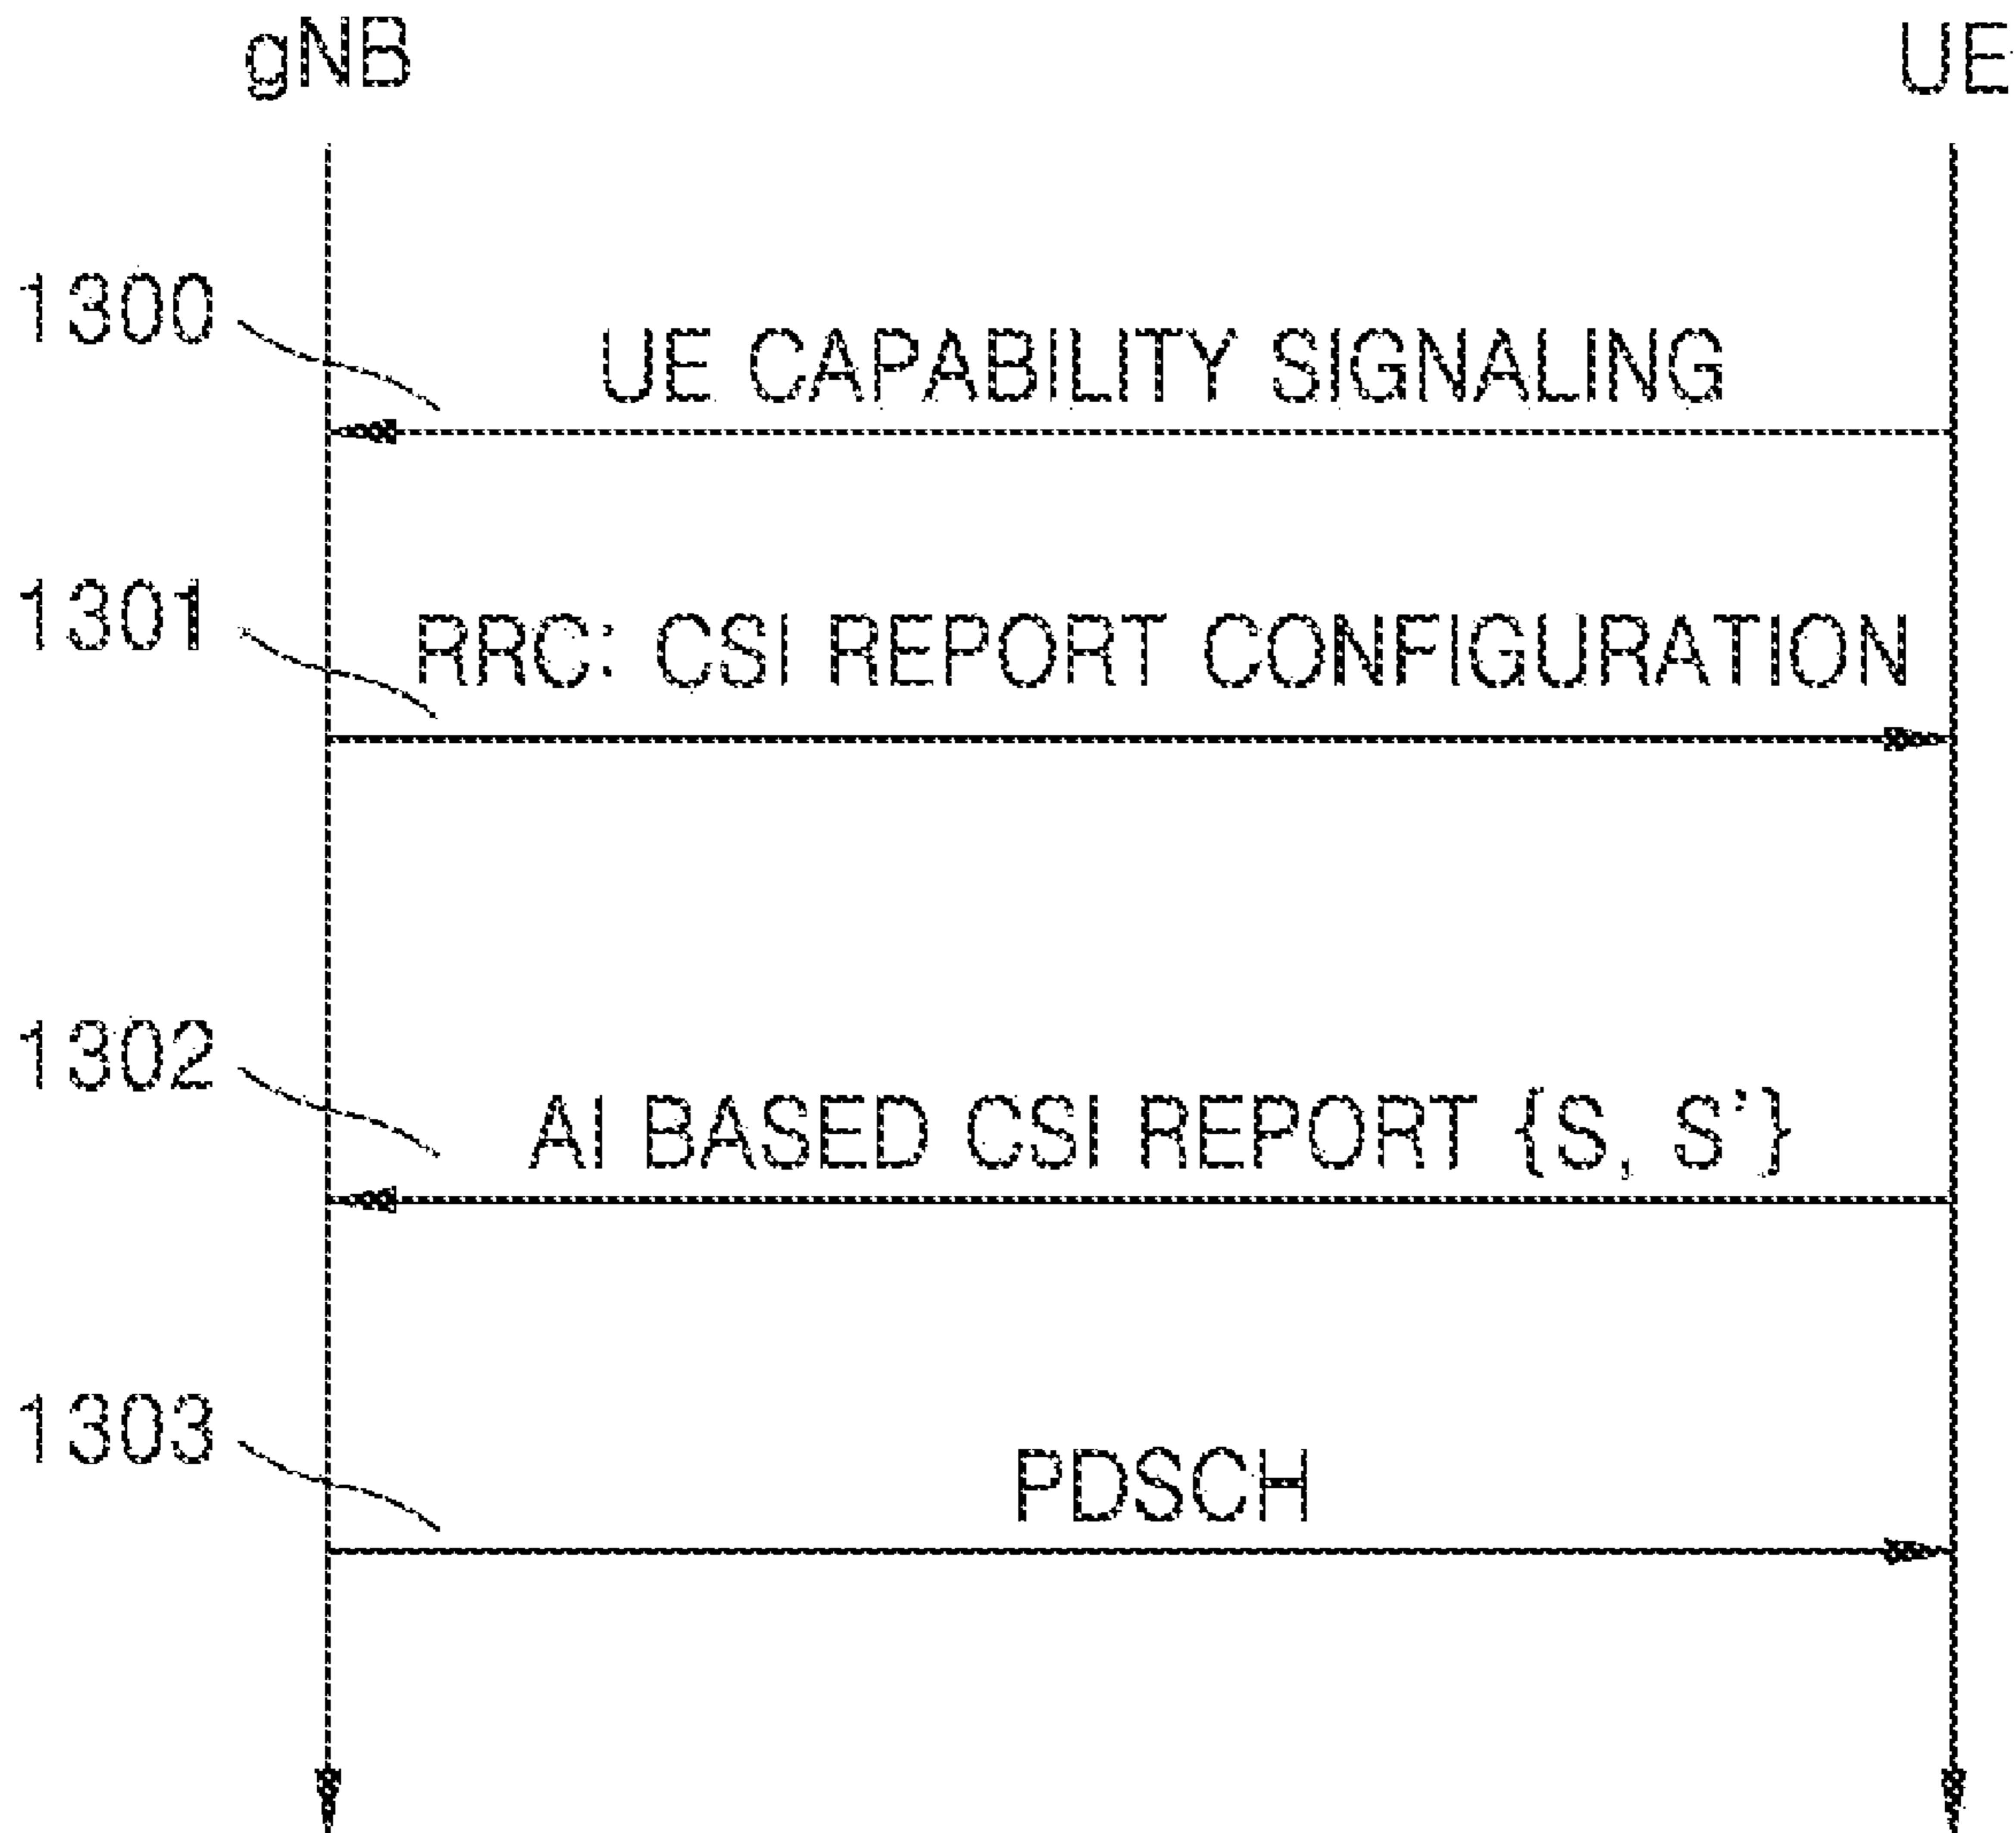 gNB UE
1300
UE CAPABILITY SIGNALING
1301
RRC: CSI REPORT CONFIGURATION
1302
AI BASED CSI REPORT {S, S'}
1303
PDSCH